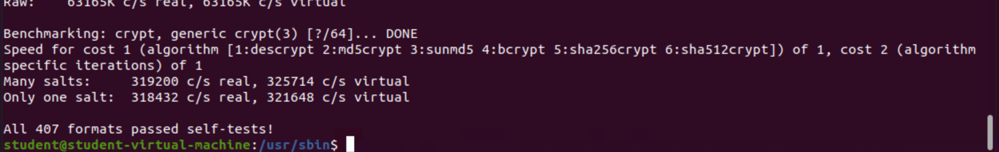 Raw:    63165K c/s real, 63165K c/s virtual
Benchmarking: crypt, generic crypt(3) [?/64]... DONE
Speed for cost 1 (algorithm [1:descrypt 2:md5crypt 3:sunmd5 4:bcrypt 5:sha256crypt 6:sha512crypt]) of 1, cost 2 (algorithm
specific iterations) of 1
Many salts:     319200 c/s real, 325714 c/s virtual
Only one salt:  318432 c/s real, 321648 c/s virtual
All 407 formats passed self-tests!
student@student-virtual-machine:/usr/sbin$